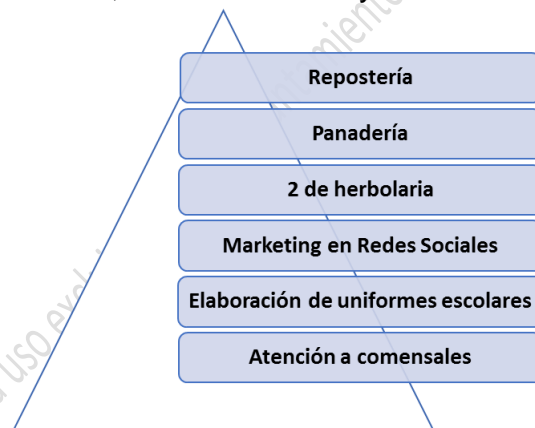 Repostería
Panadería
2 de herbolaria
Marketing en Redes Sociales
Elaboración de uniformes escolares
Atención a comensales